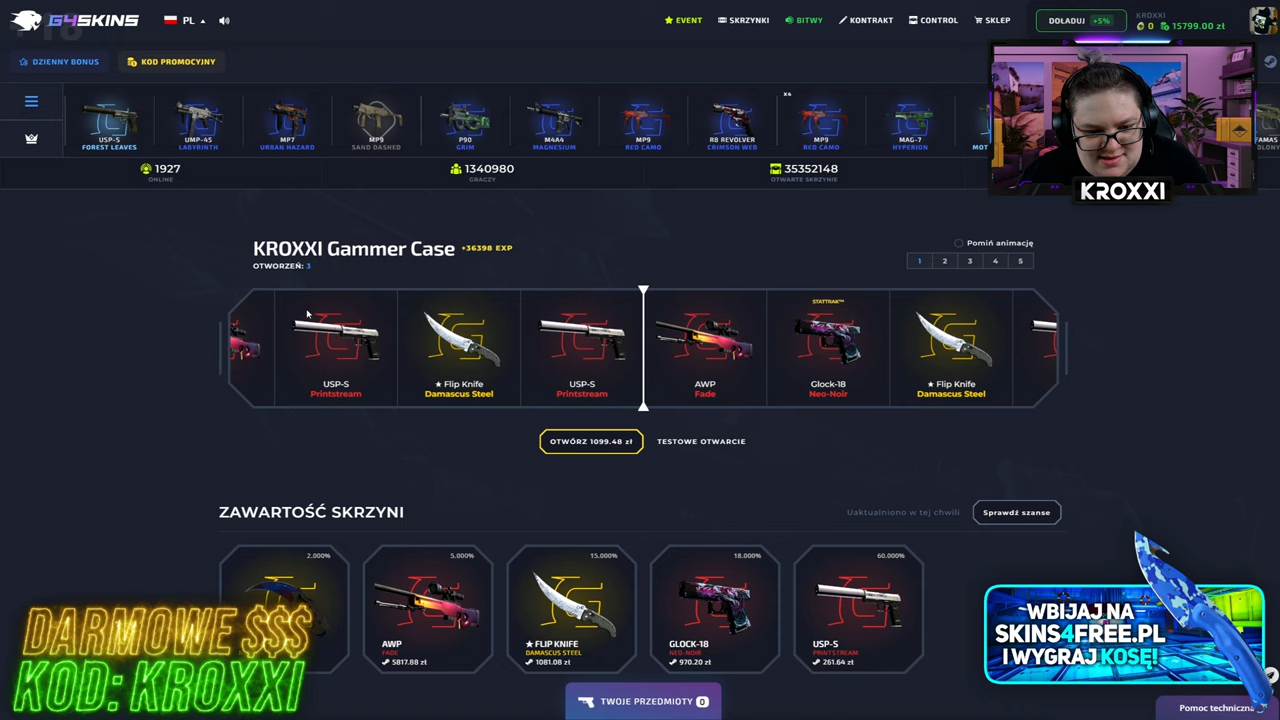 G4SKINS
PL
EVENT
SKRZYNKI
BITWY
KONTRAKT
CONTROL
SKLEP
DOŁADUJ +5%
KROXXI
0 15799.00 zł
DZIENNY BONUS
KOD PROMOCYJNY
USP-S
FOREST LEAVES
UMP-45
LABYRINTH
MP7
URBAN HAZARD
MP9
SAND DASHED
P90
GRIM
M4A4
MAGNESIUM
MP9
RED CAMO
R8 REVOLVER
CRIMSON WEB
X4
MP9
RED CAMO
MAG-7
HYPERION
KROXXI
1927
ONLINE
1340980
GRACZY
35352148
OTWARTE SKRZYNIE
KROXXI Gammer Case +36398 EXP
OTWORZEŃ: 3
Pomiń animację
1 2 3 4 5
USP-S
Printstream
★ Flip Knife
Damascus Steel
USP-S
Printstream
AWP
Fade
STATTRAK™
Glock-18
Neo-Noir
★ Flip Knife
Damascus Steel
OTWÓRZ 1099.48 zł
TESTOWE OTWARCIE
ZAWARTOŚĆ SKRZYNI
Uaktualniono w tej chwili
Sprawdź szanse
2.000%
5.000%
AWP
FADE
5817.88 zł
15.000%
★ FLIP KNIFE
DAMASCUS STEEL
1081.08 zł
18.000%
GLOCK-18
NEO-NOIR
970.20 zł
60.000%
USP-S
PRINTSTREAM
261.64 zł
DARMOWE $$$
KOD: KROXXI
WBIJAJ NA
SKINS4FREE.PL
I WYGRAJ KOSĘ!
TWOJE PRZEDMIOTY 0
Pomoc techniczna